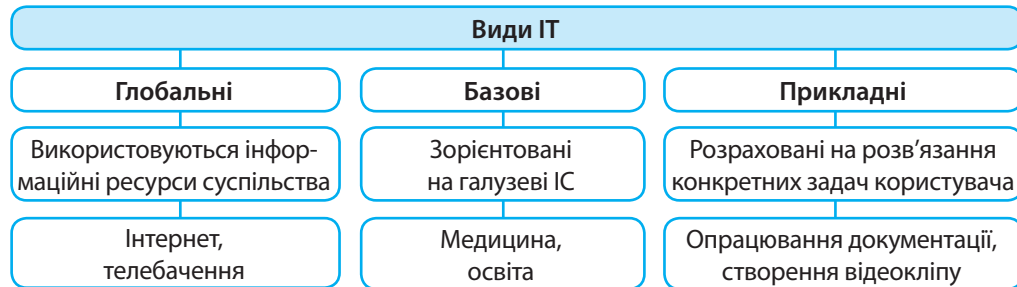 Види ІТ
Глобальні
Базові
Прикладні
Використовуються інфор-
маційні ресурси суспільства
Зорієнтовані
на галузеві ІС
Розраховані на розв'язання
конкретних задач користувача
Інтернет,
телебачення
Медицина,
освіта
Опрацювання документації,
створення відеокліпу